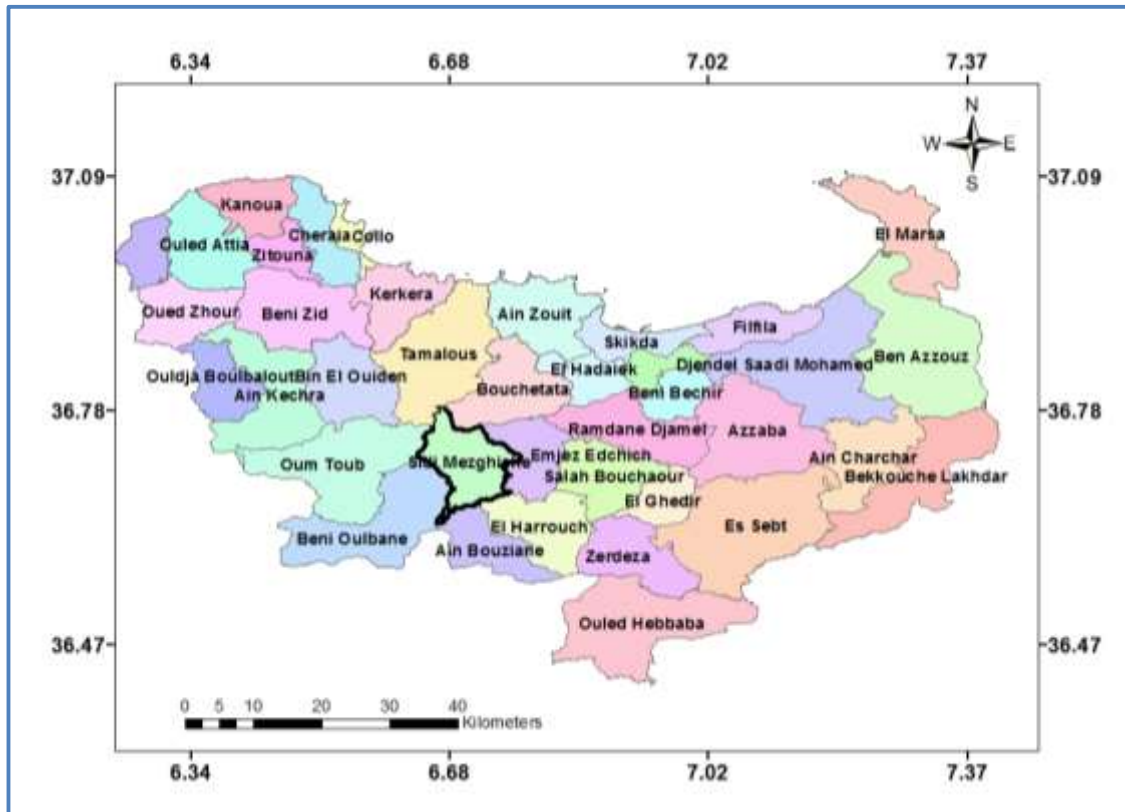 6.34 6.68 7.02 7.37
N
W E
S
37.09 37.09
Kanoua
El Marsa
Ouled Attia
Cheraia Collo
Zitouna
Kerkera
Oued Zhour
Beni Zid
Ain Zouit
Filfila
Skikda
Tamalous
Ben Azzouz
Djendel Saadi Mohamed
El Hadaiek
Ouldja Boulbalout
Bin El Ouiden
Bouchetata
Beni Bechir
Ain Kechra
36.78 36.78
Ramdane Djamel
Azzaba
Emjez Edchich
Ain Charchar
Oum Toub
Sidi Mezghiche
Salah Bouchaour
Bekkouche Lakhdar
El Ghedir
El Harrouch
Es Sebt
Beni Oulbane
Ain Bouziane
Zerdeza
Ouled Hebbaba
36.47 36.47
0 5 10 20 30 40
Kilometers
6.34 6.68 7.02 7.37